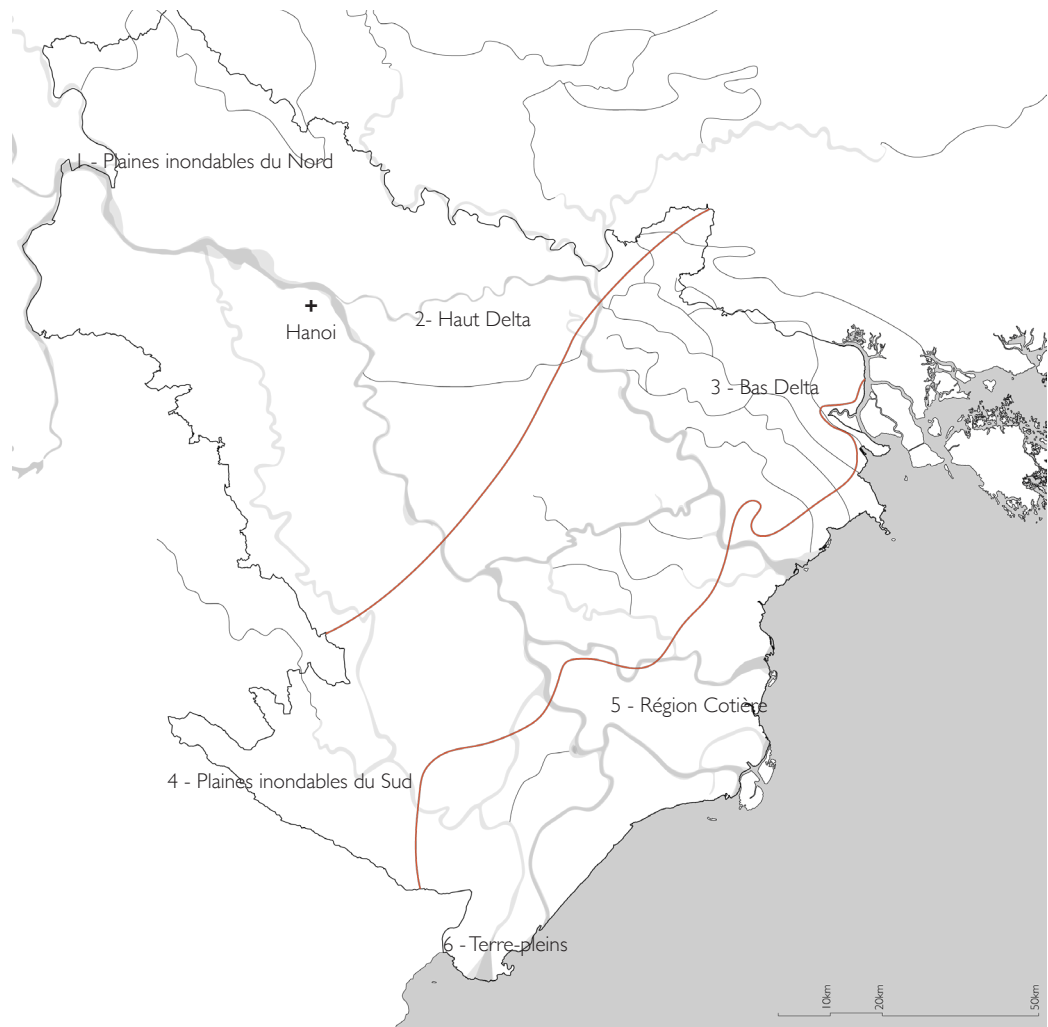 1 - Plaines inondables du Nord
2- Haut Delta
Hanoi
3 - Bas Delta
5 - Région Cotière
4 - Plaines inondables du Sud
6 - Terre-pleins
10km
20km
50km